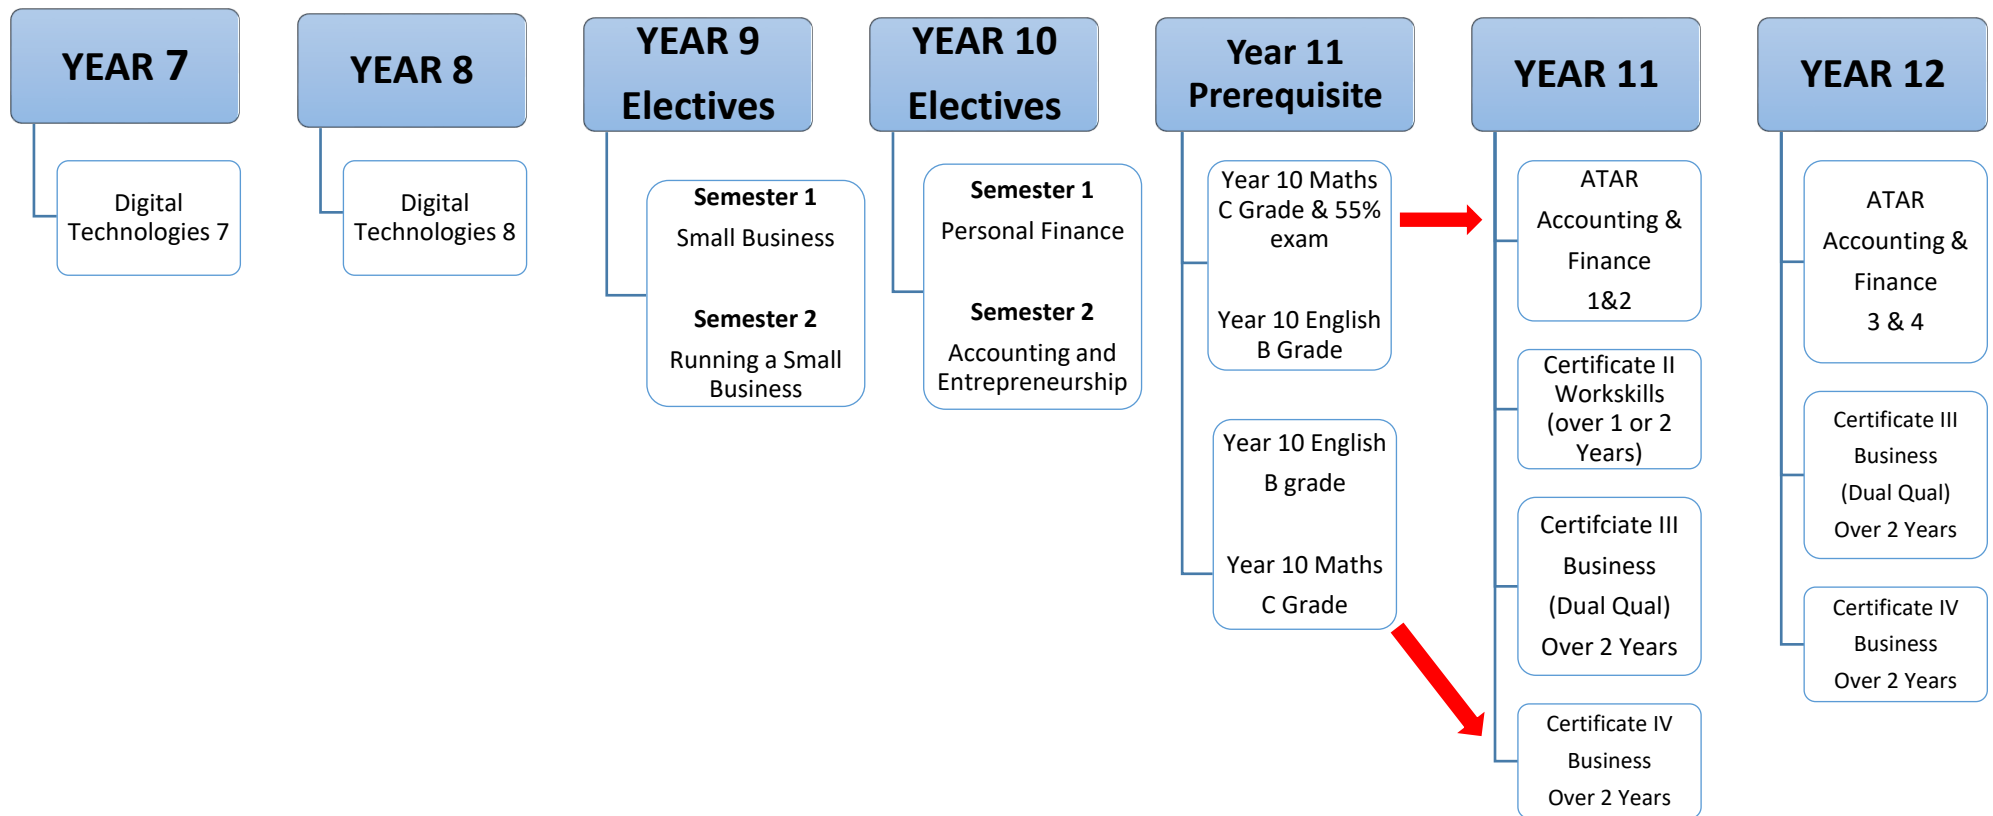 YEAR 7
Digital
Technologies 7
YEAR 8
Digital
Technologies 8
YEAR 9
Electives
Semester 1
Small Business
Semester 2
Running a Small
Business
YEAR 10
Electives
Semester 1
Personal Finance
Semester 2
Accounting and
Entrepreneurship
Year 11
Prerequisite
Year 10 Maths
C Grade & 55%
exam
Year 10 English
B Grade
Year 10 English
B grade
Year 10 Maths
C Grade
YEAR 11
ATAR
Accounting &
Finance
1&2
Certificate II
Workskills
(over 1 or 2
Years)
Certifciate III
Business
(Dual Qual)
Over 2 Years
Certificate IV
Business
Over 2 Years
YEAR 12
ATAR
Accounting &
Finance
3 & 4
Certificate III
Business
(Dual Qual)
Over 2 Years
Certificate IV
Business
Over 2 Years